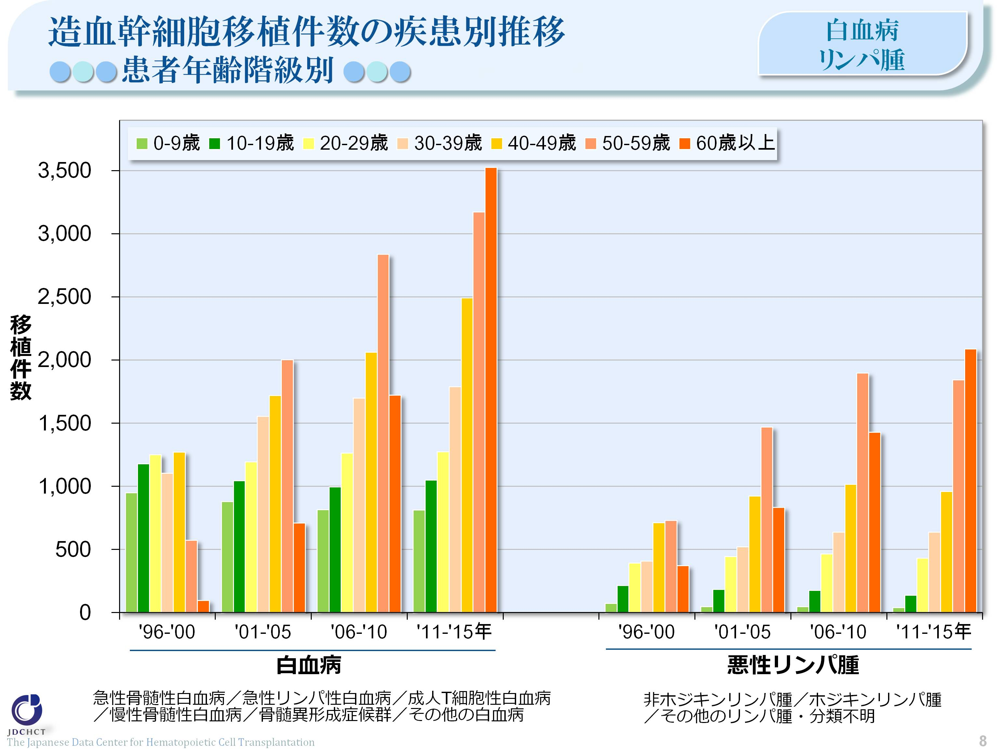 造血幹細胞移植件数の疾患別推移
患者年齢階級別
白血病
リンパ腫
0-9歳 10-19歳 20-29歳 30-39歳 40-49歳 50-59歳 60歳以上
移植件数
3,500
3,000
2,500
2,000
1,500
1,000
500
0
'96-'00 '01-'05 '06-'10 '11-'15年 '96-'00 '01-'05 '06-'10 '11-'15年
白血病 悪性リンパ腫
急性骨髄性白血病／急性リンパ性白血病／成人T細胞性白血病
／慢性骨髄性白血病／骨髄異形成症候群／その他の白血病
非ホジキンリンパ腫／ホジキンリンパ腫
／その他のリンパ腫・分類不明
JDCHCT
The Japanese Data Center for Hematopoietic Cell Transplantation
8